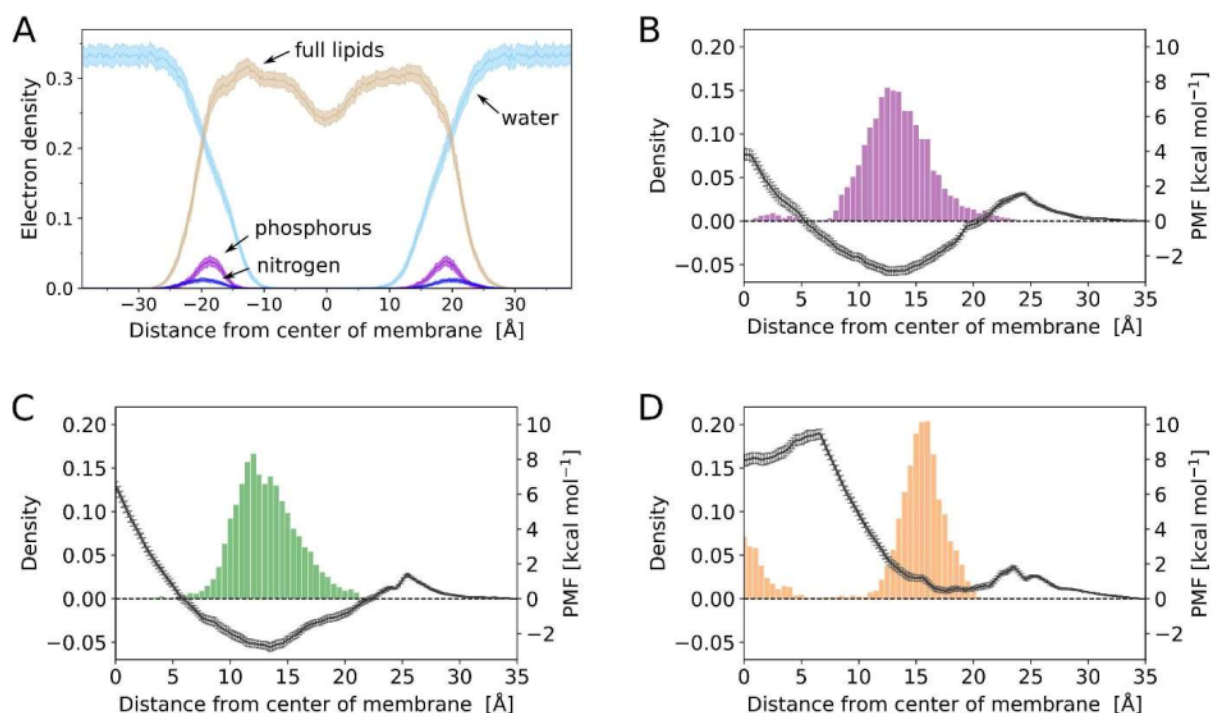 A
full lipids
water
phosphorus
nitrogen
Electron density
0.3
0.2
0.1
0.0
−30 −20 −10 0 10 20 30
Distance from center of membrane [Å]
B
Density
0.20
0.15
0.10
0.05
0.00
−0.05
10
8
6
4
2
0
−2
PMF [kcal mol−1]
0 5 10 15 20 25 30 35
Distance from center of membrane [Å]
C
Density
0.20
0.15
0.10
0.05
0.00
−0.05
10
8
6
4
2
0
−2
PMF [kcal mol−1]
0 5 10 15 20 25 30 35
Distance from center of membrane [Å]
D
Density
0.20
0.15
0.10
0.05
0.00
−0.05
10
8
6
4
2
0
−2
PMF [kcal mol−1]
0 5 10 15 20 25 30 35
Distance from center of membrane [Å]